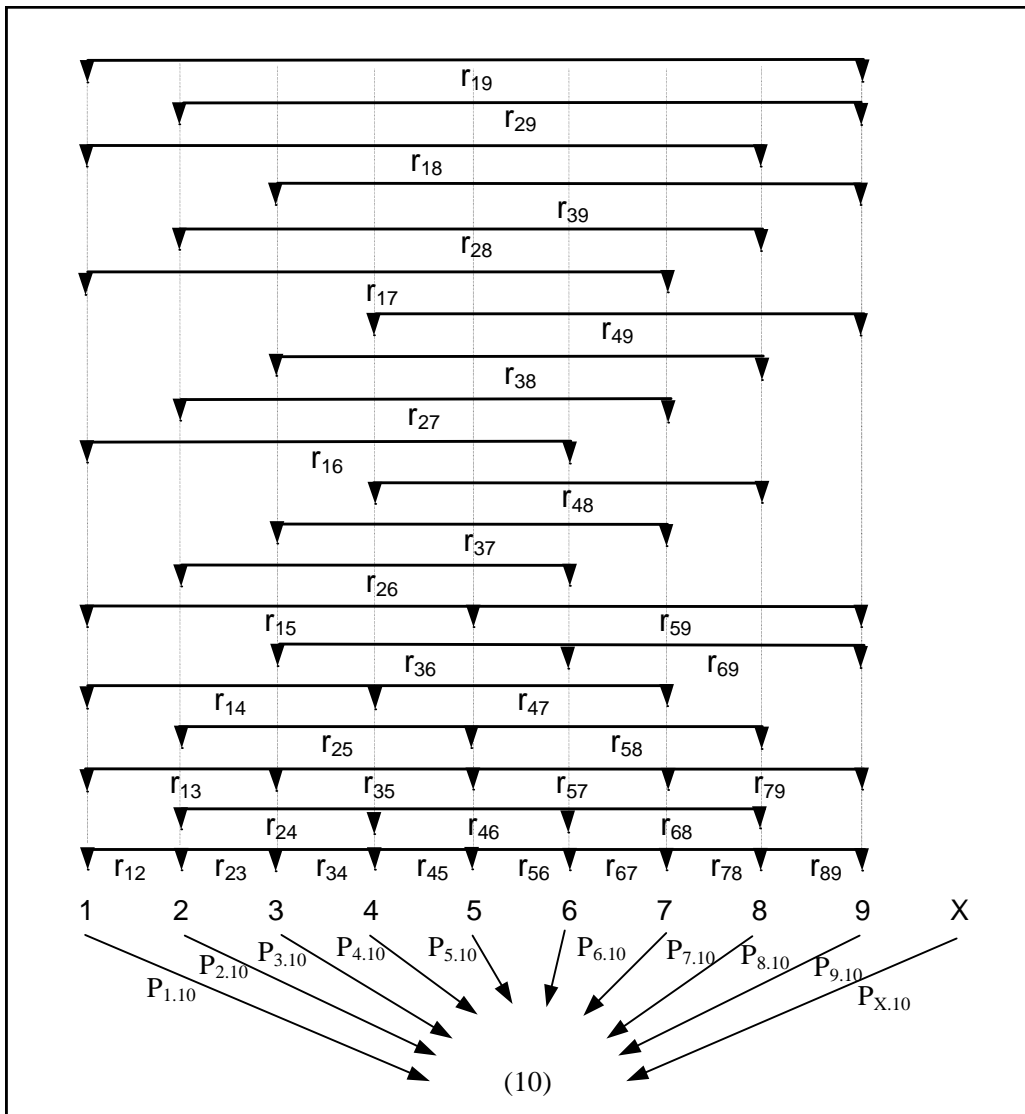 r19
r29
r18
r39
r28
r17
r49
r38
r27
r16
r48
r37
r26
r15 r59
r36 r69
r14 r47
r25 r58
r13 r35 r57 r79
r24 r46 r68
r12 r23 r34 r45 r56 r67 r78 r89
1 2 3 4 5 6 7 8 9 X
P1.10 P2.10 P3.10 P4.10 P5.10 P6.10 P7.10 P8.10 P9.10 PX.10
(10)